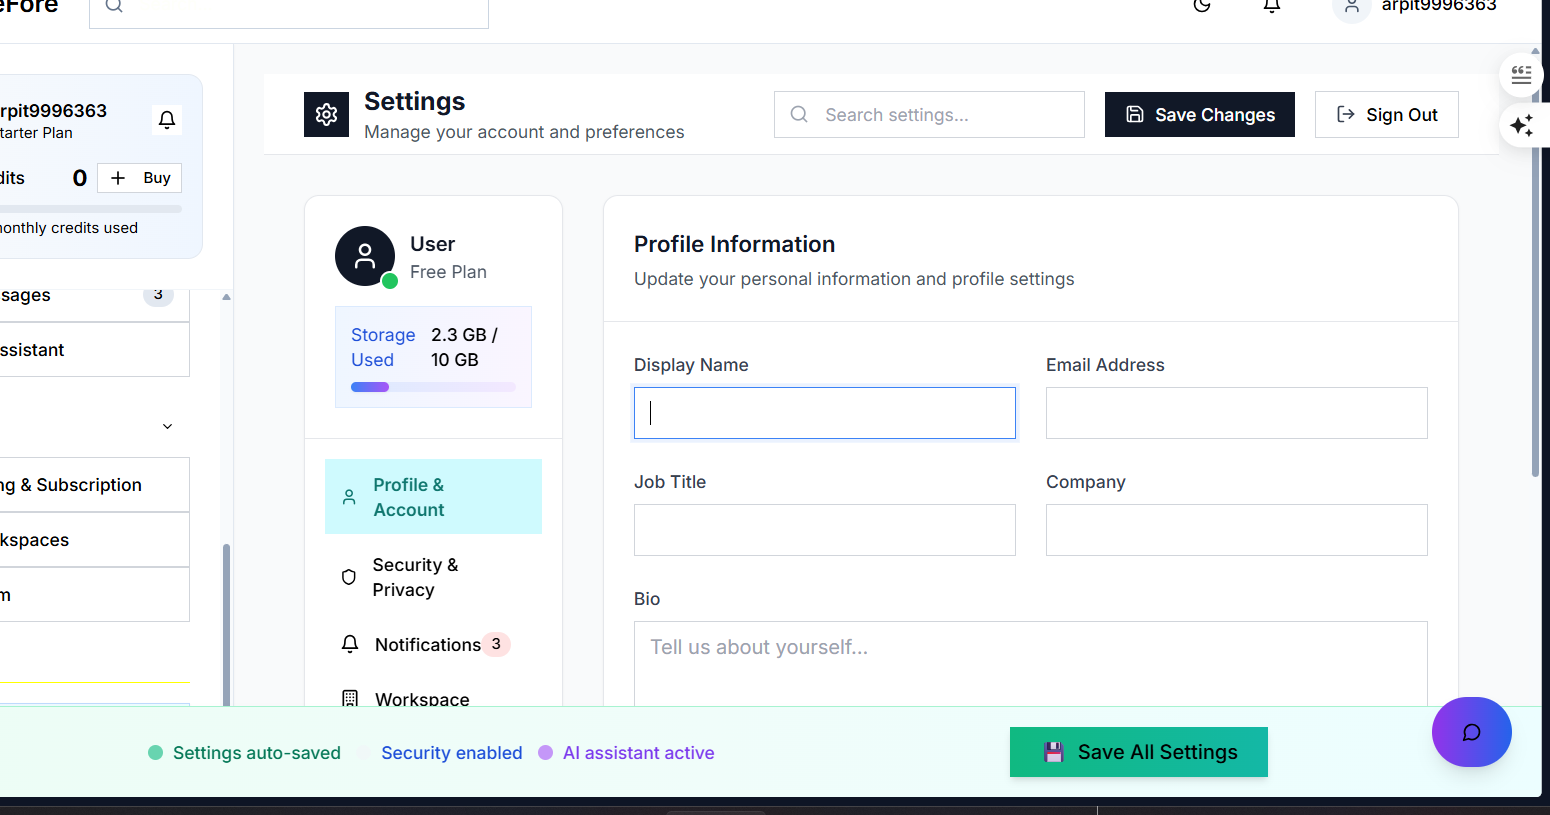 eFore
arpit9996363
rpit9996363
tarter Plan
dits 0 + Buy
onthly credits used
sages 3
ssistant
ng & Subscription
kspaces
m
Settings
Manage your account and preferences
Search settings...
Save Changes
Sign Out
User
Free Plan
Storage Used
2.3 GB / 10 GB
Profile & Account
Security & Privacy
Notifications 3
Workspace
Profile Information
Update your personal information and profile settings
Display Name
Email Address
Job Title
Company
Bio
Tell us about yourself...
Settings auto-saved
Security enabled
AI assistant active
Save All Settings